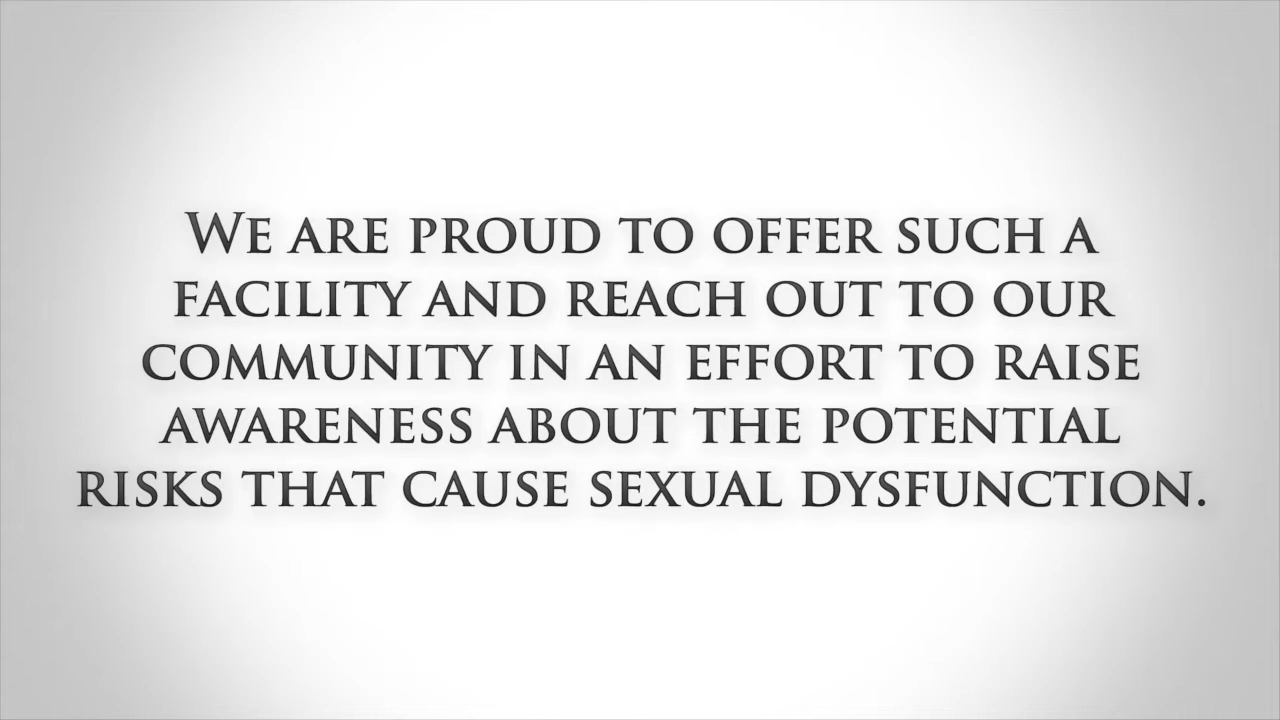 We are proud to offer such a
facility and reach out to our
community in an effort to raise
awareness about the potential
risks that cause sexual dysfunction.